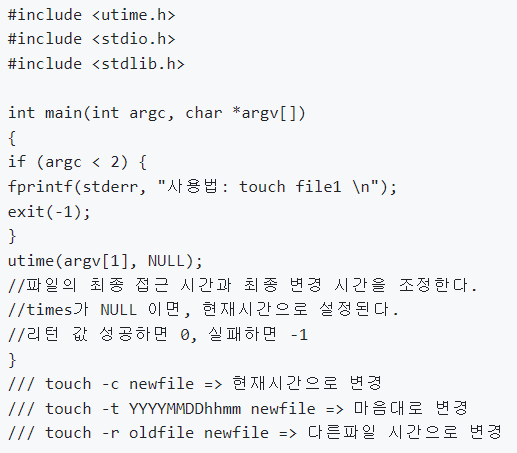 #include <utime.h>
#include <stdio.h>
#include <stdlib.h>
int main(int argc, char *argv[])
{
if (argc < 2) {
fprintf(stderr, "사용법: touch file1 \n");
exit(-1);
}
utime(argv[1], NULL);
//파일의 최종 접근 시간과 최종 변경 시간을 조정한다.
//times가 NULL 이면, 현재시간으로 설정된다.
//리턴 값 성공하면 0, 실패하면 -1
}
/// touch -c newfile => 현재시간으로 변경
/// touch -t YYYYMMDDhhmm newfile => 마음대로 변경
/// touch -r oldfile newfile => 다른파일 시간으로 변경